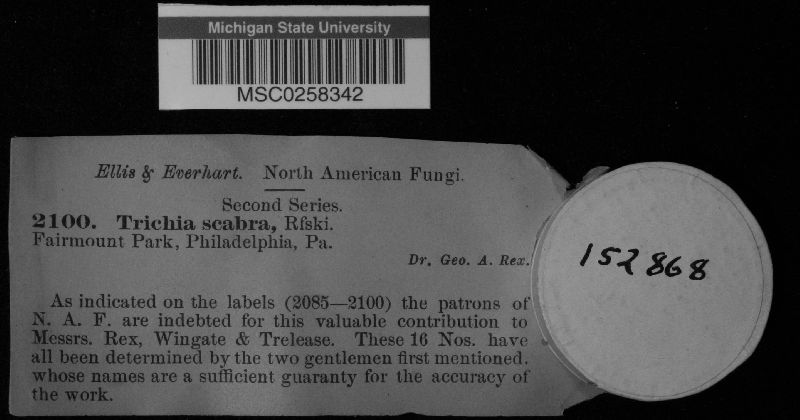 Michigan State University
MSC0258342
Ellis & Everhart. North American Fungi.
Second Series.
2100. Trichia scabra, Rfski.
Fairmount Park, Philadelphia, Pa.
Dr. Geo. A. Rex.
As indicated on the labels (2085—2100) the patrons of
N. A. F. are indebted for this valuable contribution to
Messrs. Rex, Wingate & Trelease. These 16 Nos. have
all been determined by the two gentlemen first mentioned.
whose names are a sufficient guaranty for the accuracy of
the work.
152868